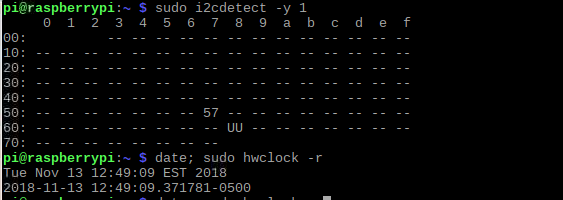 pi@raspberrypi:~ $ sudo i2cdetect -y 1
     0  1  2  3  4  5  6  7  8  9  a  b  c  d  e  f
00:          -- -- -- -- -- -- -- -- -- -- -- -- --
10: -- -- -- -- -- -- -- -- -- -- -- -- -- -- -- --
20: -- -- -- -- -- -- -- -- -- -- -- -- -- -- -- --
30: -- -- -- -- -- -- -- -- -- -- -- -- -- -- -- --
40: -- -- -- -- -- -- -- -- -- -- -- -- -- -- -- --
50: -- -- -- -- -- -- -- 57 -- -- -- -- -- -- -- --
60: -- -- -- -- -- -- -- -- UU -- -- -- -- -- -- --
70: -- -- -- -- -- -- -- --
pi@raspberrypi:~ $ date; sudo hwclock -r
Tue Nov 13 12:49:09 EST 2018
2018-11-13 12:49:09.371781-0500